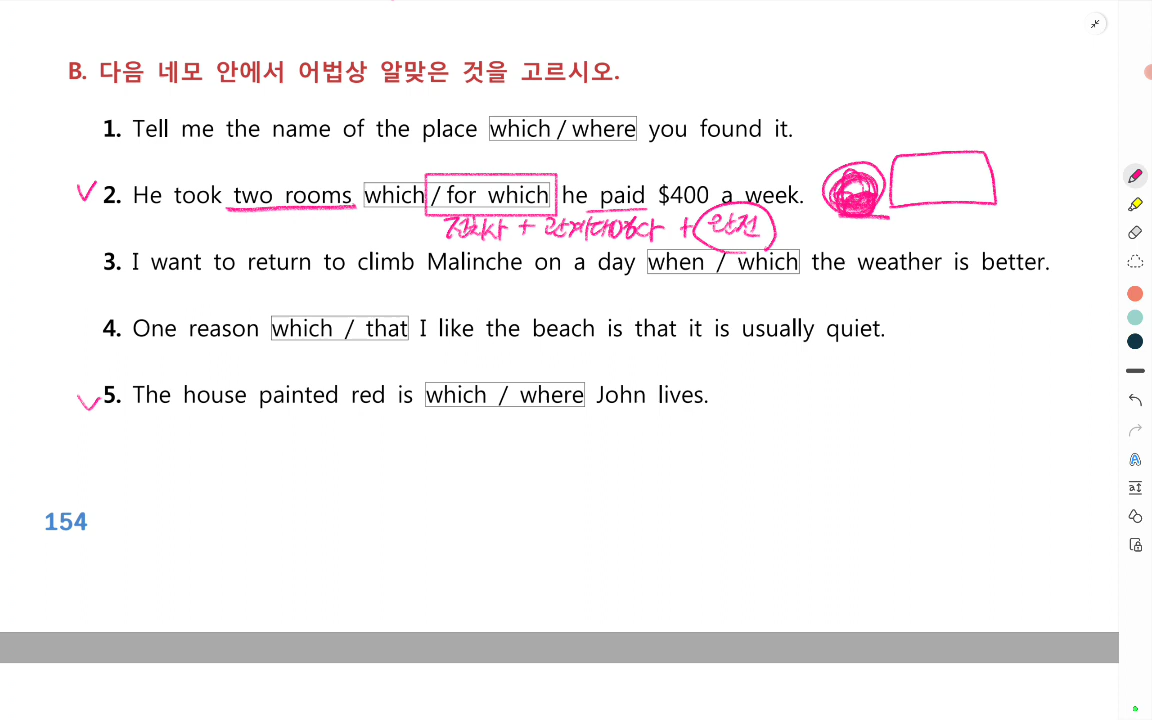 B. 다음 네모 안에서 어법상 알맞은 것을 고르시오.
1. Tell me the name of the place which / where you found it.
2. He took two rooms which / for which he paid $400 a week.
전치사 + 관계대명사 + 완전
3. I want to return to climb Malinche on a day when / which the weather is better.
4. One reason which / that I like the beach is that it is usually quiet.
5. The house painted red is which / where John lives.
154